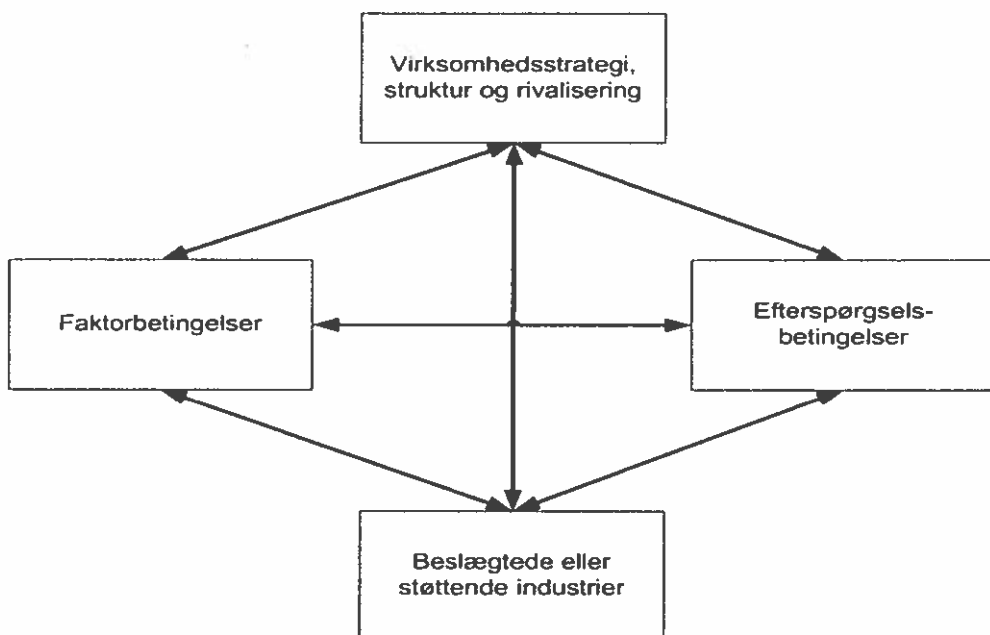 Virksomhedsstrategi,
struktur og rivalisering
Faktorbetingelser
Efterspørgsels-
betingelser
Beslægtede eller
støttende industrier